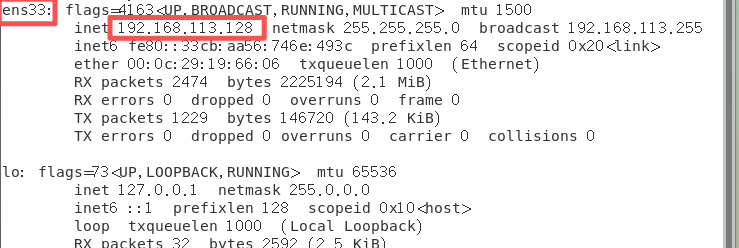 ens33: flags=4163<UP,BROADCAST,RUNNING,MULTICAST>  mtu 1500
        inet 192.168.113.128  netmask 255.255.255.0  broadcast 192.168.113.255
        inet6 fe80::33cb:aa56:746e:493c  prefixlen 64  scopeid 0x20<link>
        ether 00:0c:29:19:66:06  txqueuelen 1000  (Ethernet)
        RX packets 2474  bytes 2225194 (2.1 MiB)
        RX errors 0  dropped 0  overruns 0  frame 0
        TX packets 1229  bytes 146720 (143.2 KiB)
        TX errors 0  dropped 0 overruns 0  carrier 0  collisions 0

lo: flags=73<UP,LOOPBACK,RUNNING>  mtu 65536
        inet 127.0.0.1  netmask 255.0.0.0
        inet6 ::1  prefixlen 128  scopeid 0x10<host>
        loop  txqueuelen 1000  (Local Loopback)
        RX packets 32  bytes 2592 (2.5 KiB)